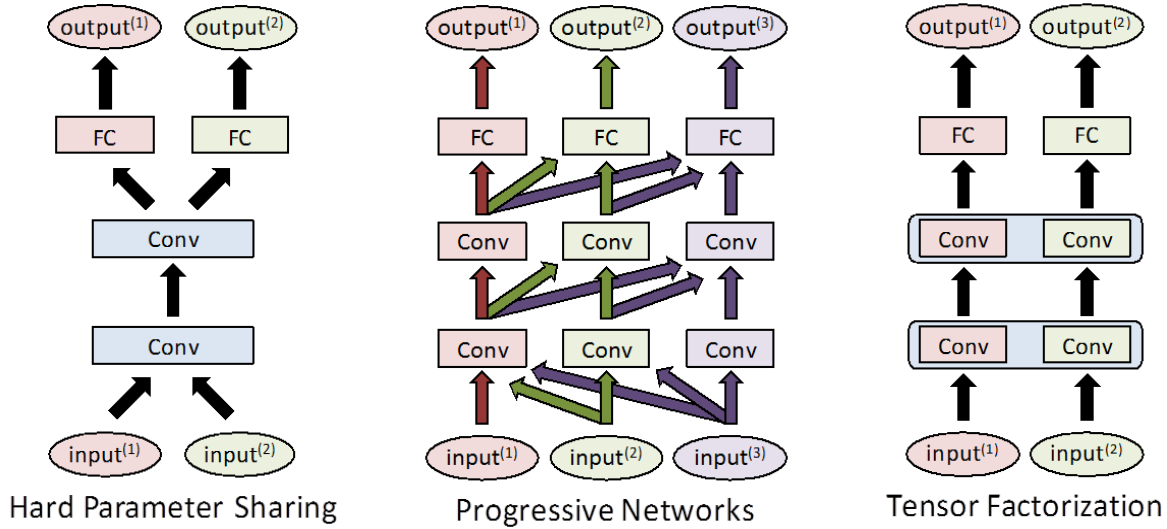 output(1) output(2)
FC FC
Conv
Conv
input(1) input(2)
Hard Parameter Sharing
output(1) output(2) output(3)
FC FC FC
Conv Conv Conv
Conv Conv Conv
input(1) input(2) input(3)
Progressive Networks
output(1) output(2)
FC FC
Conv Conv
Conv Conv
input(1) input(2)
Tensor Factorization